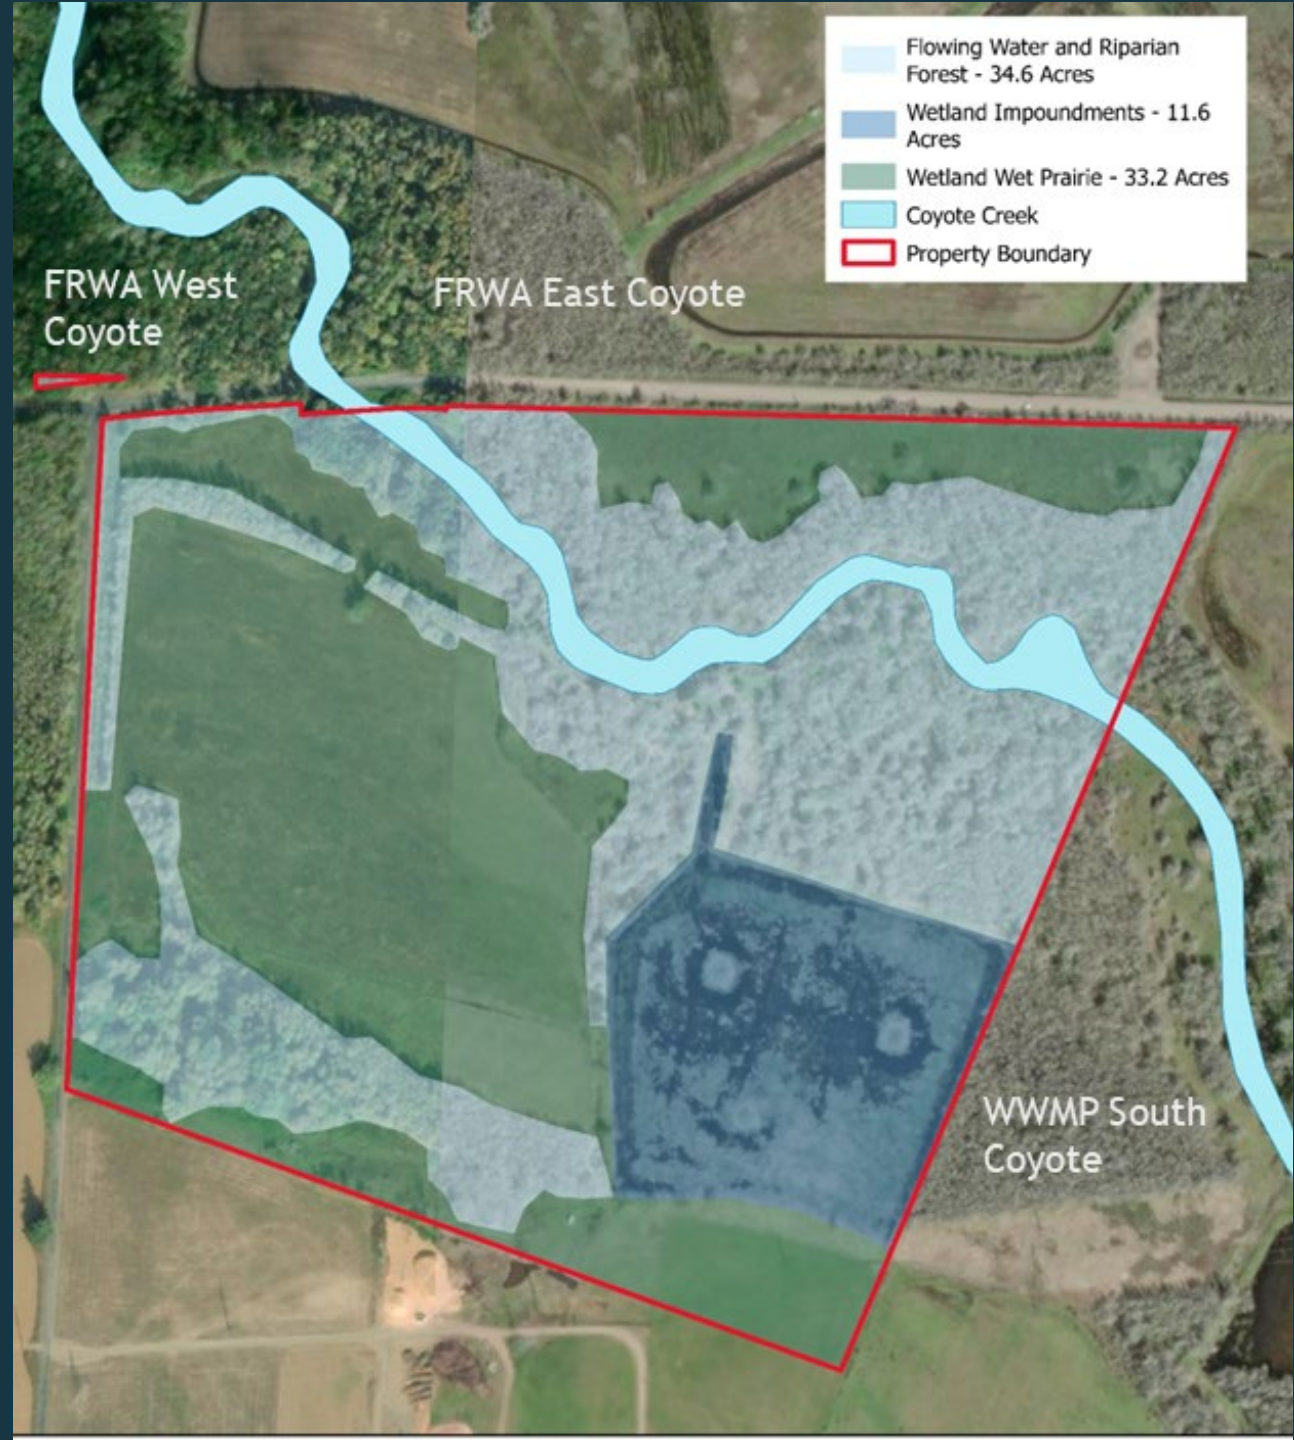 Flowing Water and Riparian
Forest - 34.6 Acres
Wetland Impoundments - 11.6
Acres
Wetland Wet Prairie - 33.2 Acres
Coyote Creek
Property Boundary
FRWA West
Coyote
FRWA East Coyote
WWMP South
Coyote